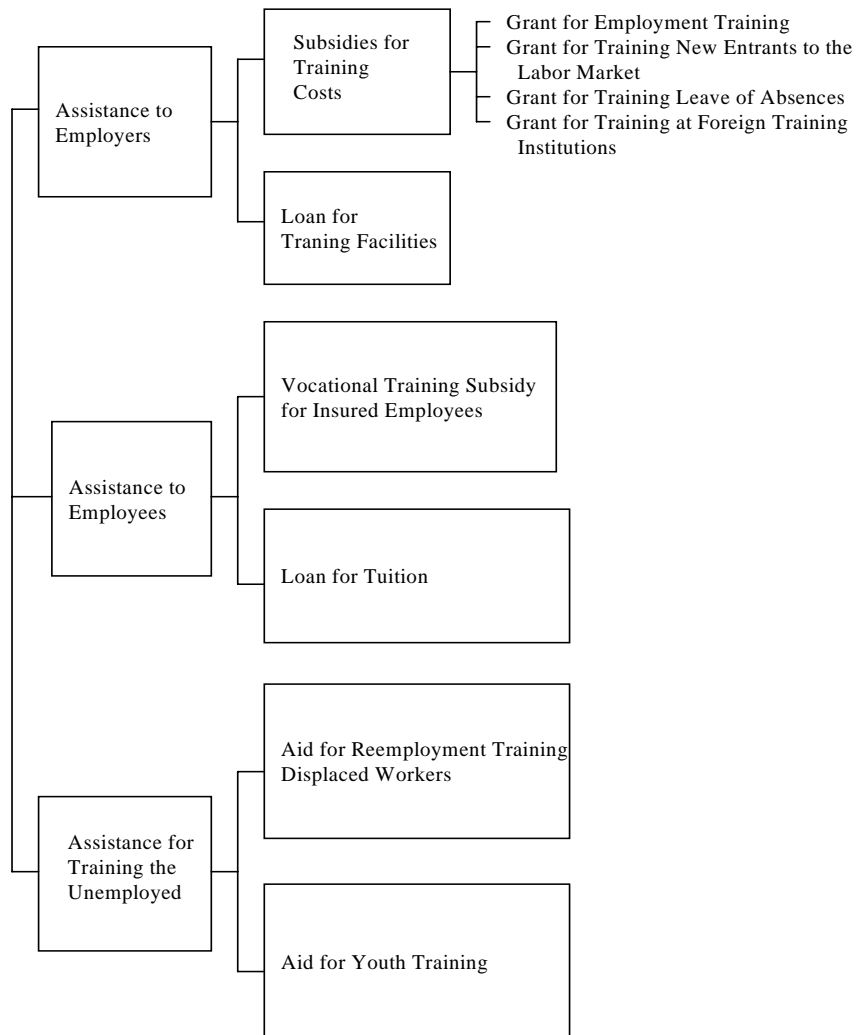 Assistance to
Employers
Subsidies for
Training
Costs
Grant for Employment Training
Grant for Training New Entrants to the
Labor Market
Grant for Training Leave of Absences
Grant for Training at Foreign Training
Institutions
Loan for
Traning Facilities
Assistance to
Employees
Vocational Training Subsidy
for Insured Employees
Loan for Tuition
Assistance for
Training the
Unemployed
Aid for Reemployment Training
Displaced Workers
Aid for Youth Training